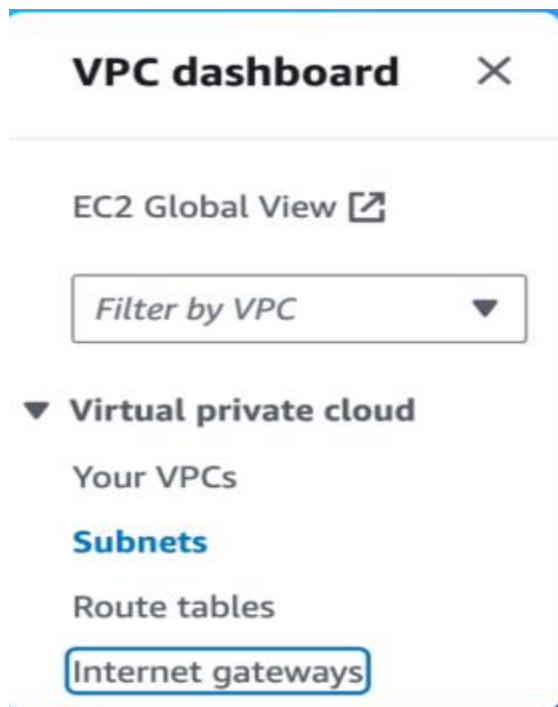 VPC dashboard
EC2 Global View
Filter by VPC
Virtual private cloud
Your VPCs
Subnets
Route tables
Internet gateways